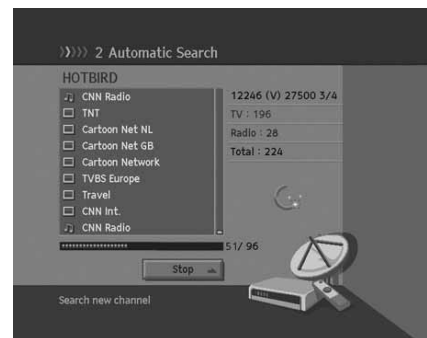 2 Automatic Search
HOTBIRD
CNN Radio
TNT
Cartoon Net NL
Cartoon Net GB
Cartoon Network
TVBS Europe
Travel
CNN Int.
CNN Radio
12246 (V) 27500 3/4
TV : 196
Radio : 28
Total : 224
51/ 96
Stop
Search new channel